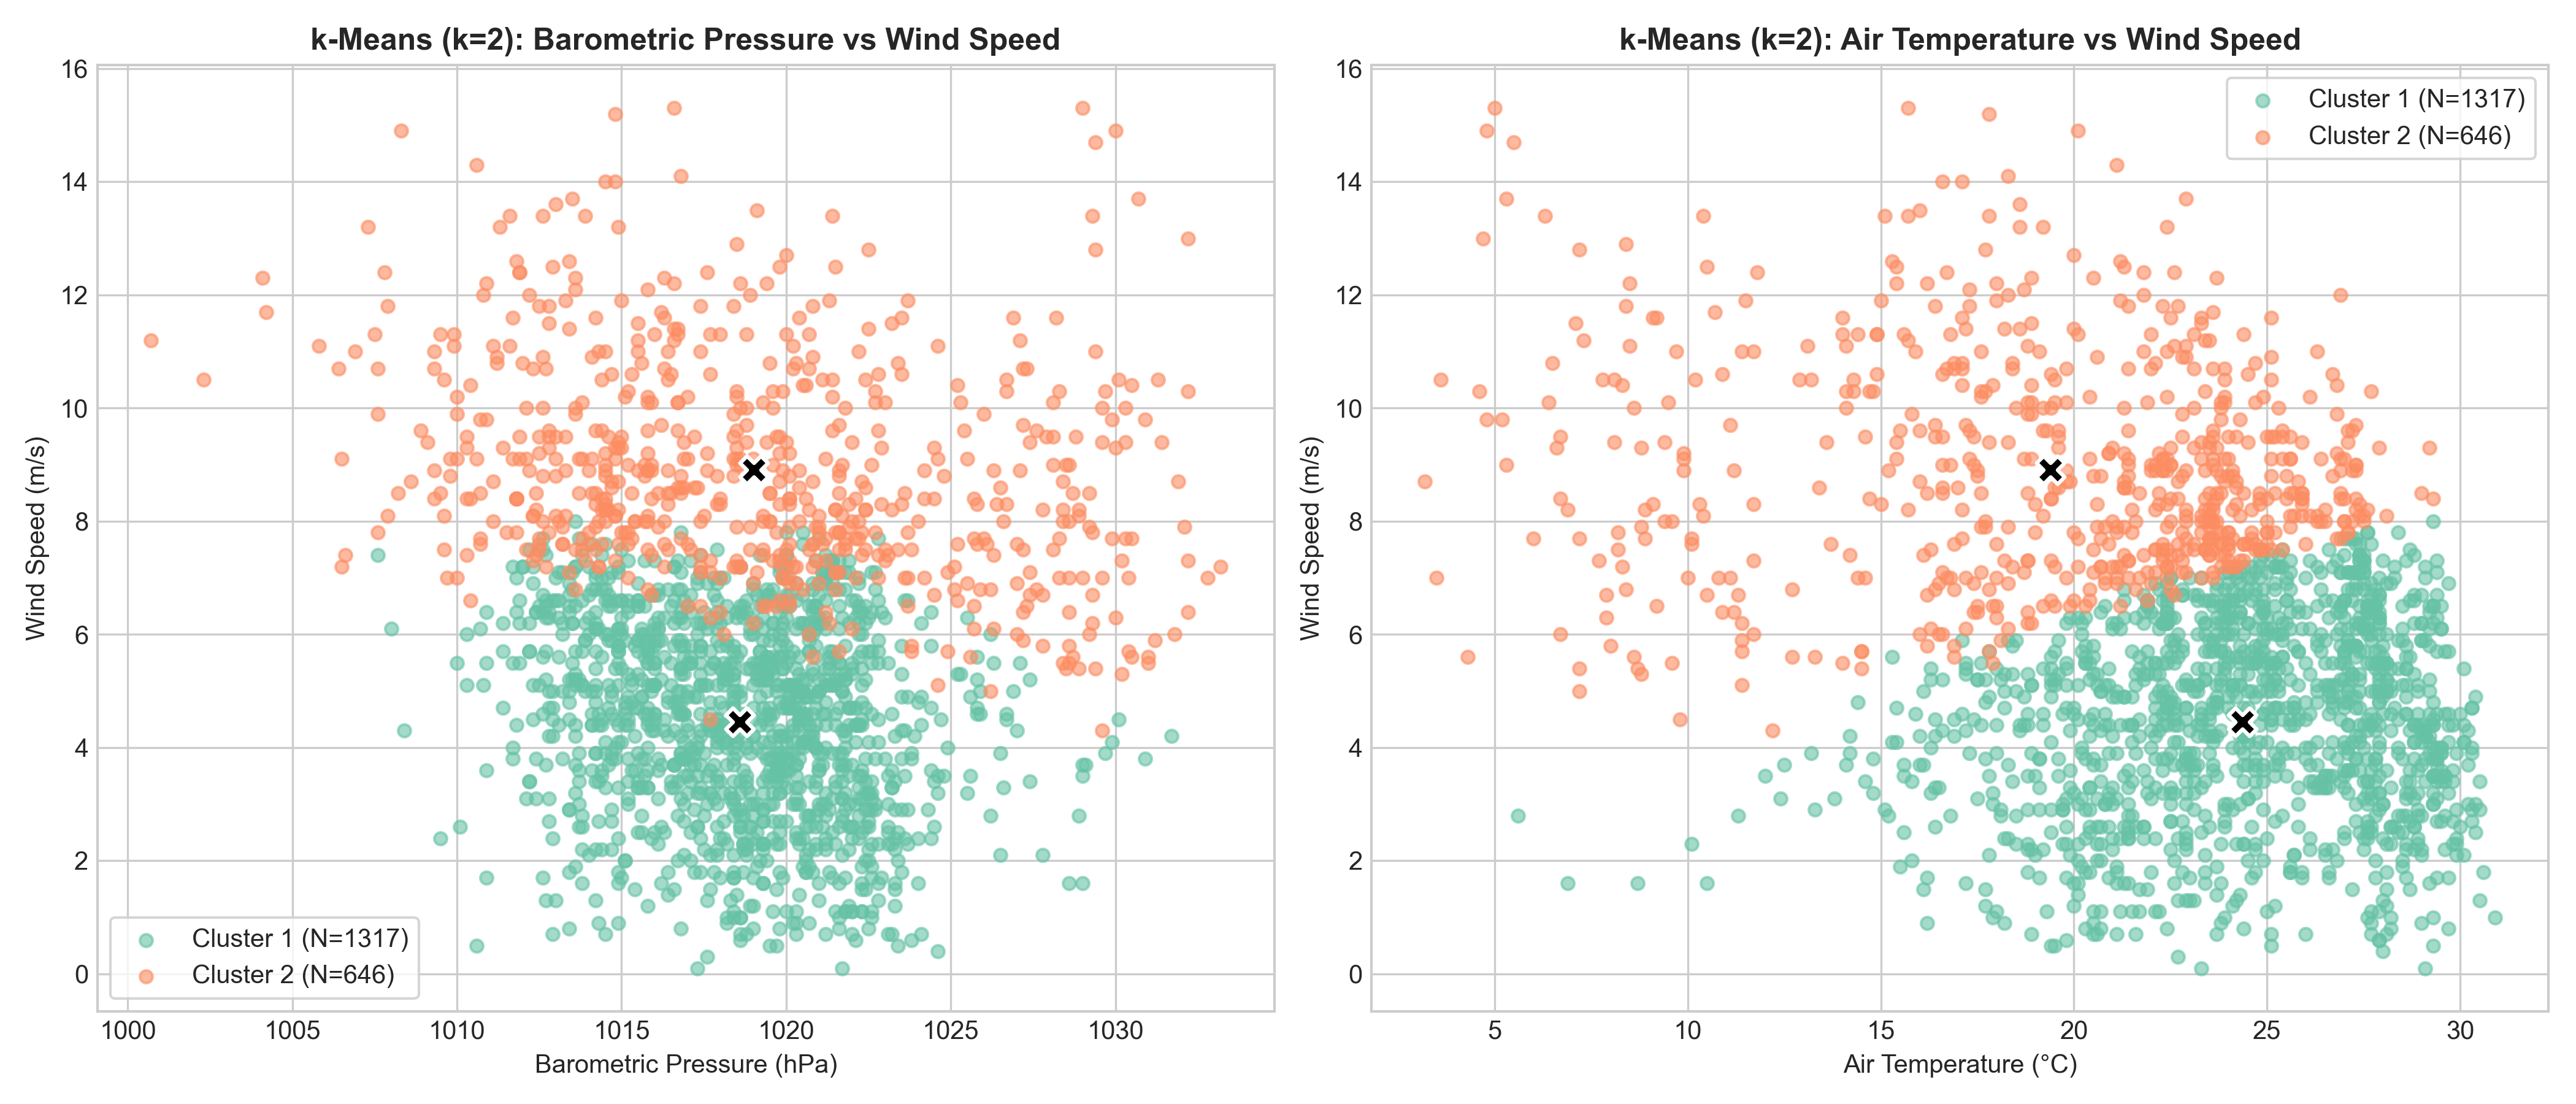 k-Means (k=2): Barometric Pressure vs Wind Speed
16
14
12
10
8
6
4
2
0
Wind Speed (m/s)
Cluster 1 (N=1317)
Cluster 2 (N=646)
1000 1005 1010 1015 1020 1025 1030
Barometric Pressure (hPa)
k-Means (k=2): Air Temperature vs Wind Speed
16
14
12
10
8
6
4
2
0
Wind Speed (m/s)
Cluster 1 (N=1317)
Cluster 2 (N=646)
5 10 15 20 25 30
Air Temperature (°C)